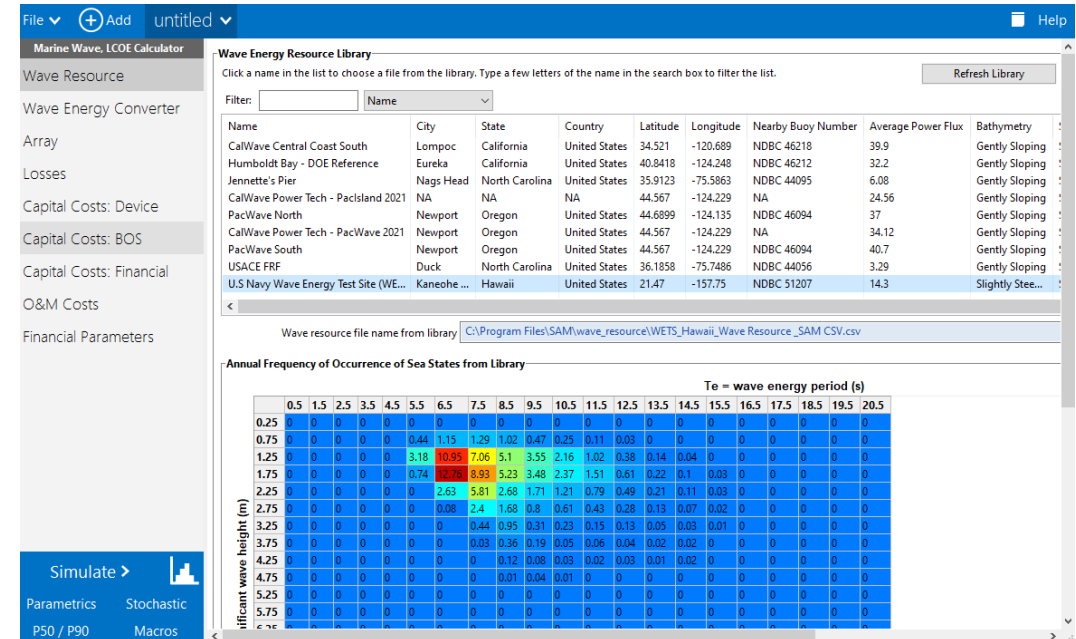 File Add untitled Help
Marine Wave, LCOE Calculator
Wave Resource
Wave Energy Converter
Array
Losses
Capital Costs: Device
Capital Costs: BOS
Capital Costs: Financial
O&M Costs
Financial Parameters
Simulate >
Parametrics Stochastic
P50 / P90 Macros
Wave Energy Resource Library
Click a name in the list to choose a file from the library. Type a few letters of the name in the search box to filter the list.
Refresh Library
Filter: Name
Name City State Country Latitude Longitude Nearby Buoy Number Average Power Flux Bathymetry
CalWave Central Coast South Lompoc California United States 34.521 -120.689 NDBC 46218 39.9 Gently Sloping
Humboldt Bay - DOE Reference Eureka California United States 40.8418 -124.248 NDBC 46212 32.2 Gently Sloping
Jennette's Pier Nags Head North Carolina United States 35.9123 -75.5863 NDBC 44095 6.08 Gently Sloping
CalWave Power Tech - PacIsland 2021 NA NA NA 44.567 -124.229 NA 24.56 Gently Sloping
PacWave North Newport Oregon United States 44.6899 -124.135 NDBC 46094 37 Gently Sloping
CalWave Power Tech - PacWave 2021 Newport Oregon United States 44.567 -124.229 NA 34.12 Gently Sloping
PacWave South Newport Oregon United States 44.567 -124.229 NDBC 46094 40.7 Gently Sloping
USACE FRF Duck North Carolina United States 36.1858 -75.7486 NDBC 44056 3.29 Gently Sloping
U.S Navy Wave Energy Test Site (WE... Kaneohe ... Hawaii United States 21.47 -157.75 NDBC 51207 14.3 Slightly Stee...
Wave resource file name from library C:\Program Files\SAM\wave_resource\WETS_Hawaii_Wave Resource _SAM CSV.csv
Annual Frequency of Occurrence of Sea States from Library
Te = wave energy period (s)
0.5 1.5 2.5 3.5 4.5 5.5 6.5 7.5 8.5 9.5 10.5 11.5 12.5 13.5 14.5 15.5 16.5 17.5 18.5 19.5 20.5
0.25 0 0 0 0 0 0 0 0 0 0 0 0 0 0 0 0 0 0 0 0 0
0.75 0 0 0 0 0 0.44 1.15 1.29 1.02 0.47 0.25 0.11 0.03 0 0 0 0 0 0 0 0
1.25 0 0 0 0 0 3.18 10.95 7.06 5.1 3.55 2.16 1.02 0.38 0.14 0.04 0 0 0 0 0 0
1.75 0 0 0 0 0 0.74 12.76 8.93 5.23 3.48 2.37 1.51 0.61 0.22 0.1 0.03 0 0 0 0 0
2.25 0 0 0 0 0 0 2.63 5.81 2.68 1.71 1.21 0.79 0.49 0.21 0.11 0.03 0 0 0 0 0
2.75 0 0 0 0 0 0 0.08 2.4 1.68 0.8 0.61 0.43 0.28 0.13 0.07 0.02 0 0 0 0 0
3.25 0 0 0 0 0 0 0 0.44 0.95 0.31 0.23 0.15 0.13 0.05 0.03 0.01 0 0 0 0 0
3.75 0 0 0 0 0 0 0 0.03 0.36 0.19 0.05 0.06 0.04 0.02 0.02 0 0 0 0 0 0
4.25 0 0 0 0 0 0 0 0 0.12 0.08 0.03 0.02 0.03 0.01 0.02 0 0 0 0 0 0
4.75 0 0 0 0 0 0 0 0 0.01 0.04 0.01 0 0 0 0 0 0 0 0 0 0
5.25 0 0 0 0 0 0 0 0 0 0 0 0 0 0 0 0 0 0 0 0 0
5.75 0 0 0 0 0 0 0 0 0 0 0 0 0 0 0 0 0 0 0 0 0
ificant wave height (m)